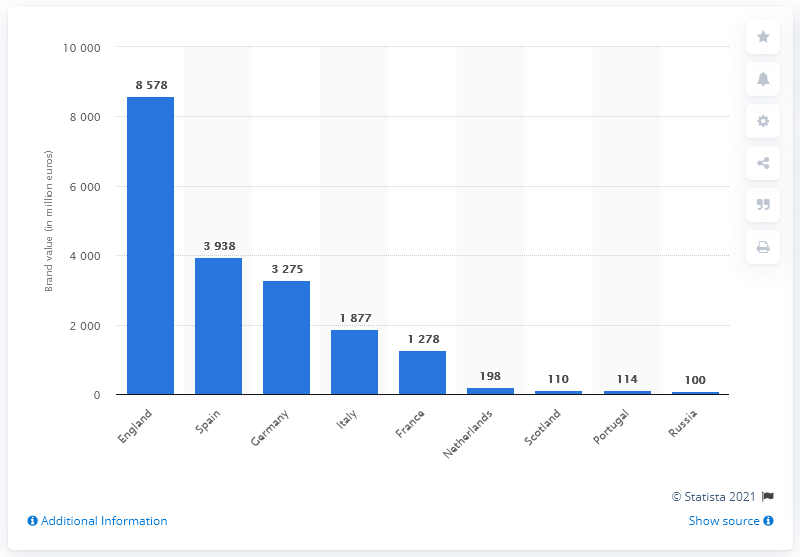 10 000
8 000
6 000
4 000
2 000
0
Brand value (in million euros)
8 578
3 938
3 275
1 877
1 278
198
110
114
100
England
Spain
Germany
Italy
France
Netherlands
Scotland
Portugal
Russia
© Statista 2021
Additional Information
Show source